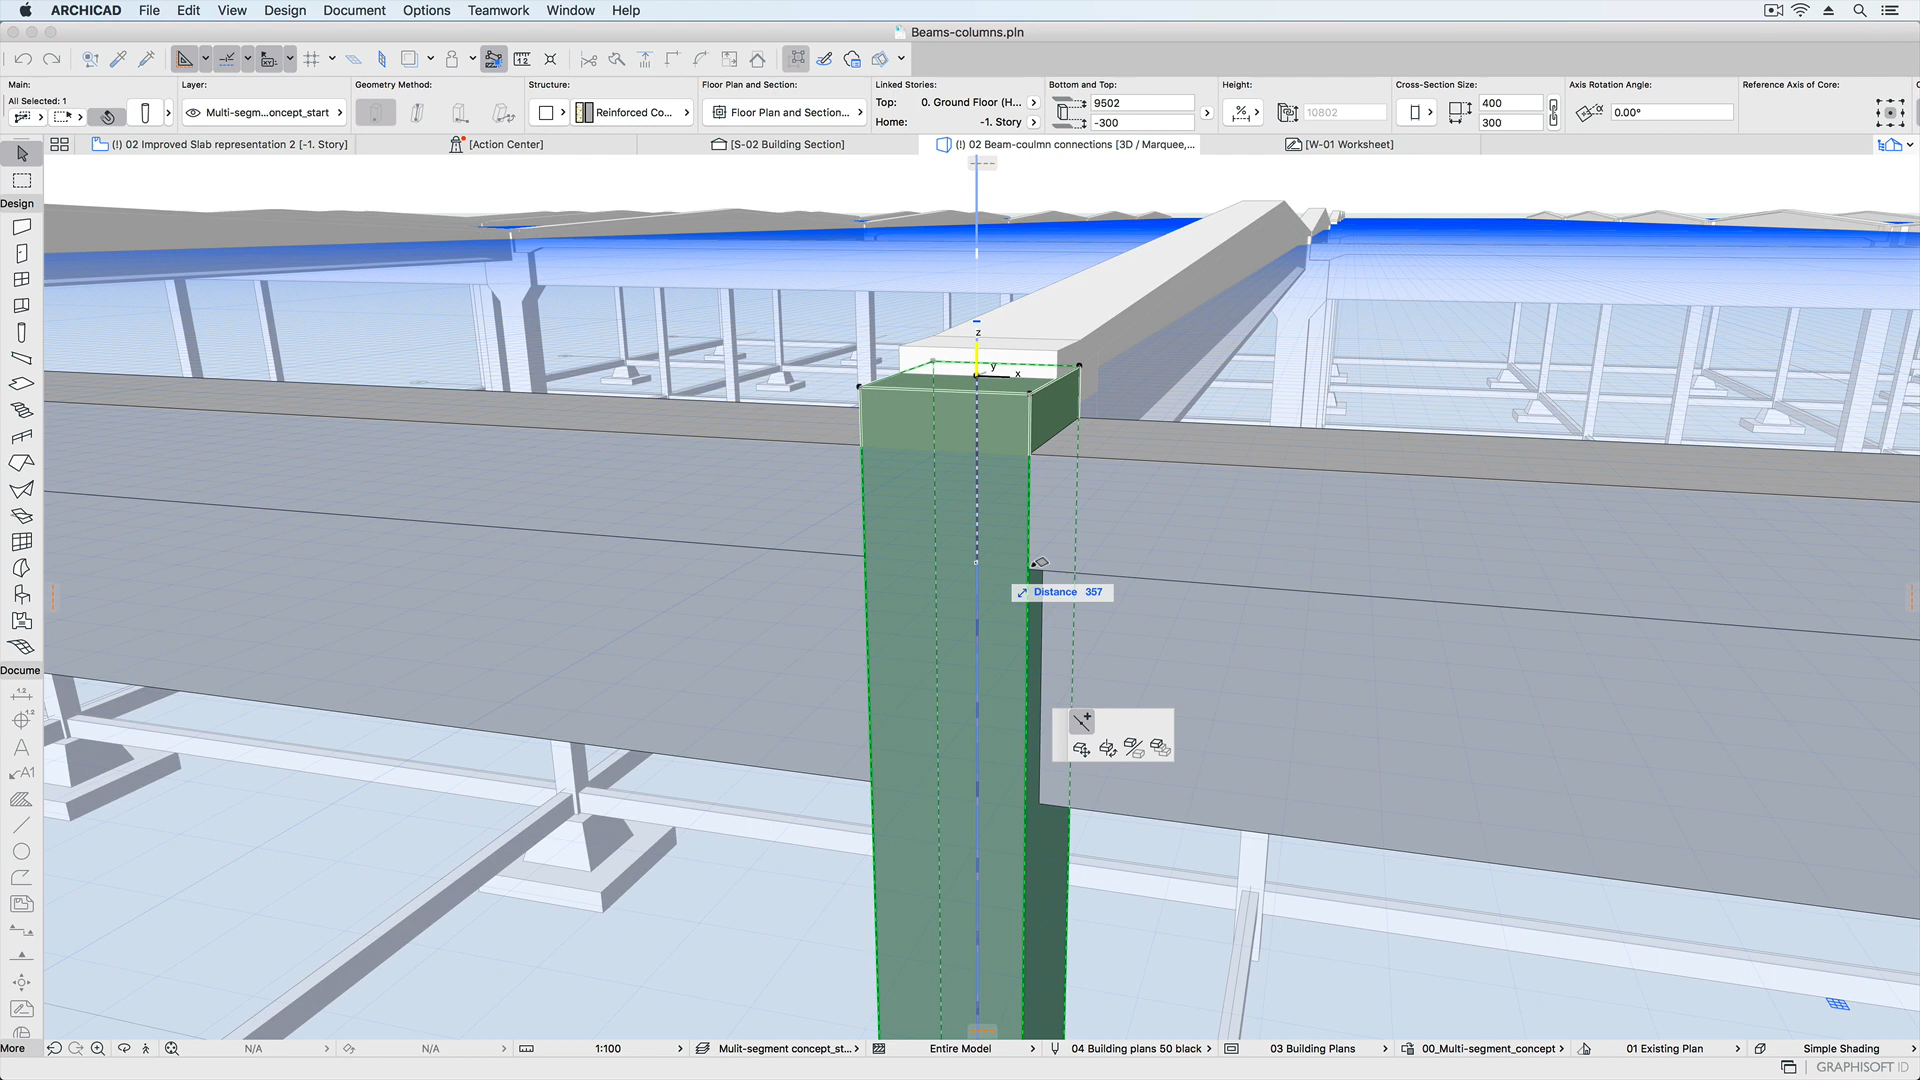 ARCHICAD File Edit View Design Document Options Teamwork Window Help
Beams-columns.pln
Main: Layer: Geometry Method: Structure: Floor Plan and Section: Linked Stories: Bottom and Top: Height: Cross-Section Size: Axis Rotation Angle: Reference Axis of Core:
All Selected: 1
Top: 0. Ground Floor (H... 9502 400
Multi-segm...oncept_start Reinforced Co... Floor Plan and Section... % 10802 0.00°
Home: -1. Story -300 300
(!) 02 Improved Slab representation 2 [-1. Story] [Action Center] [S-02 Building Section] (!) 02 Beam-coulmn connections [3D / Marquee,... [W-01 Worksheet]
Design
z
y
x
Distance 357
Docume
1.2
1.2
A
A1
More N/A N/A 1:100 Mulit-segment concept_st... Entire Model 04 Building plans 50 black 03 Building Plans 00_Multi-segment_concept 01 Existing Plan Simple Shading
GRAPHISOFT ID